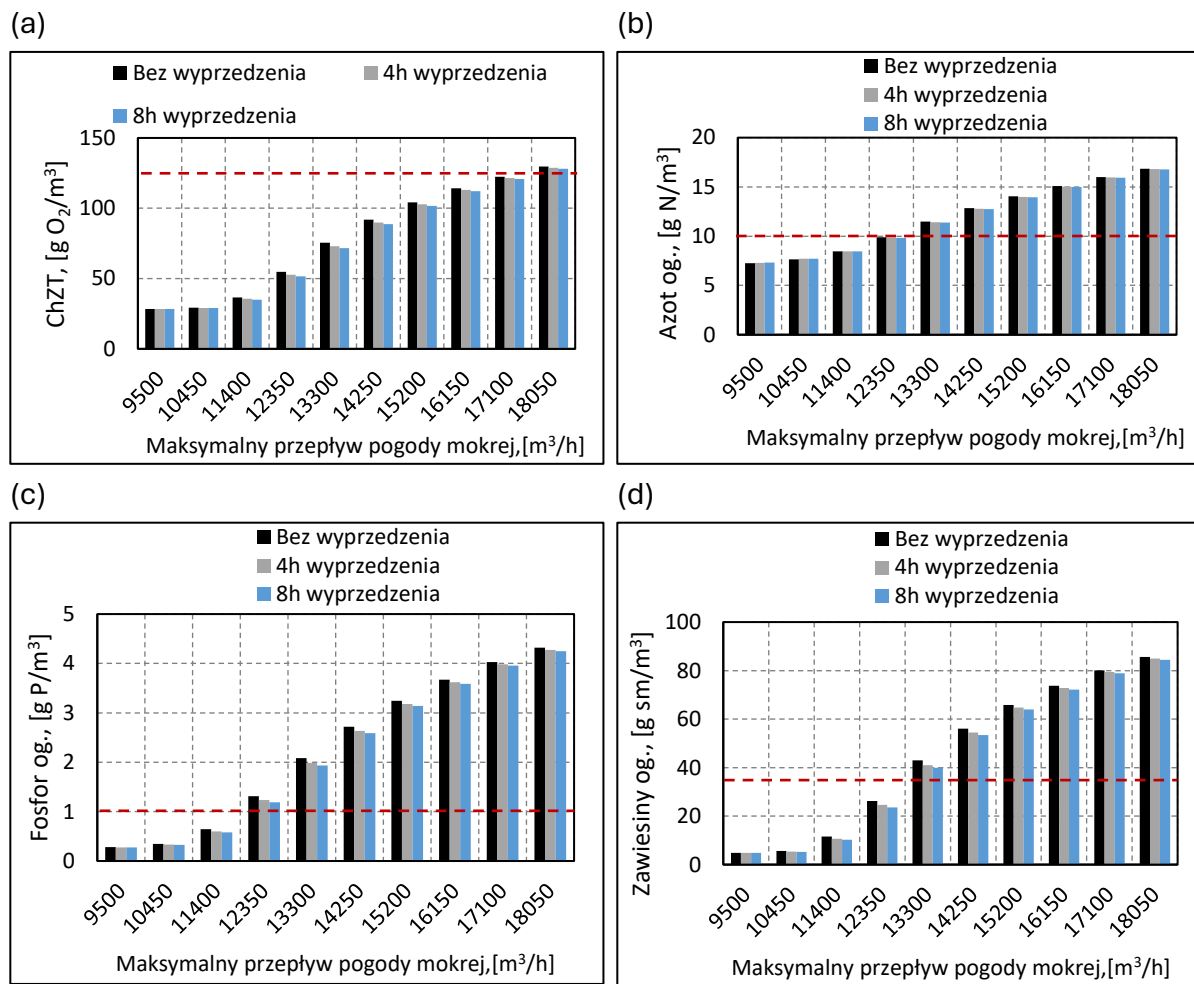 (a)
Bez wyprzedzenia
4h wyprzedzenia
8h wyprzedzenia
ChZT, [g O₂/m³]
150
100
50
0
9500
10450
11400
12350
13300
14250
15200
16150
17100
18050
Maksymalny przepływ pogody mokrej,[m³/h]
(b)
Bez wyprzedzenia
4h wyprzedzenia
8h wyprzedzenia
Azot og., [g N/m³]
20
15
10
5
0
9500
10450
11400
12350
13300
14250
15200
16150
17100
18050
Maksymalny przepływ pogody mokrej,[m³/h]
(c)
Bez wyprzedzenia
4h wyprzedzenia
8h wyprzedzenia
Fosfor og., [g P/m³]
5
4
3
2
1
0
9500
10450
11400
12350
13300
14250
15200
16150
17100
18050
Maksymalny przepływ pogody mokrej,[m³/h]
(d)
Bez wyprzedzenia
4h wyprzedzenia
8h wyprzedzenia
Zawiesiny og., [g sm/m³]
100
80
60
40
20
0
9500
10450
11400
12350
13300
14250
15200
16150
17100
18050
Maksymalny przepływ pogody mokrej,[m³/h]